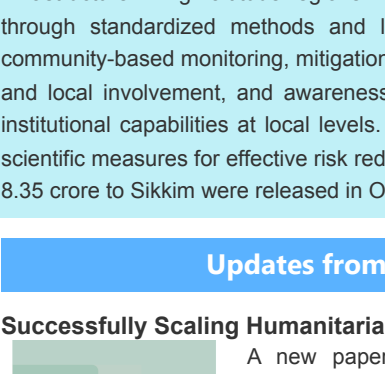 through standardized methods and
community-based monitoring, mitigation
and local involvement, and awareness
institutional capabilities at local levels.
scientific measures for effective risk red
8.35 crore to Sikkim were released in O
Updates from
Successfully Scaling Humanitaria
A new paper